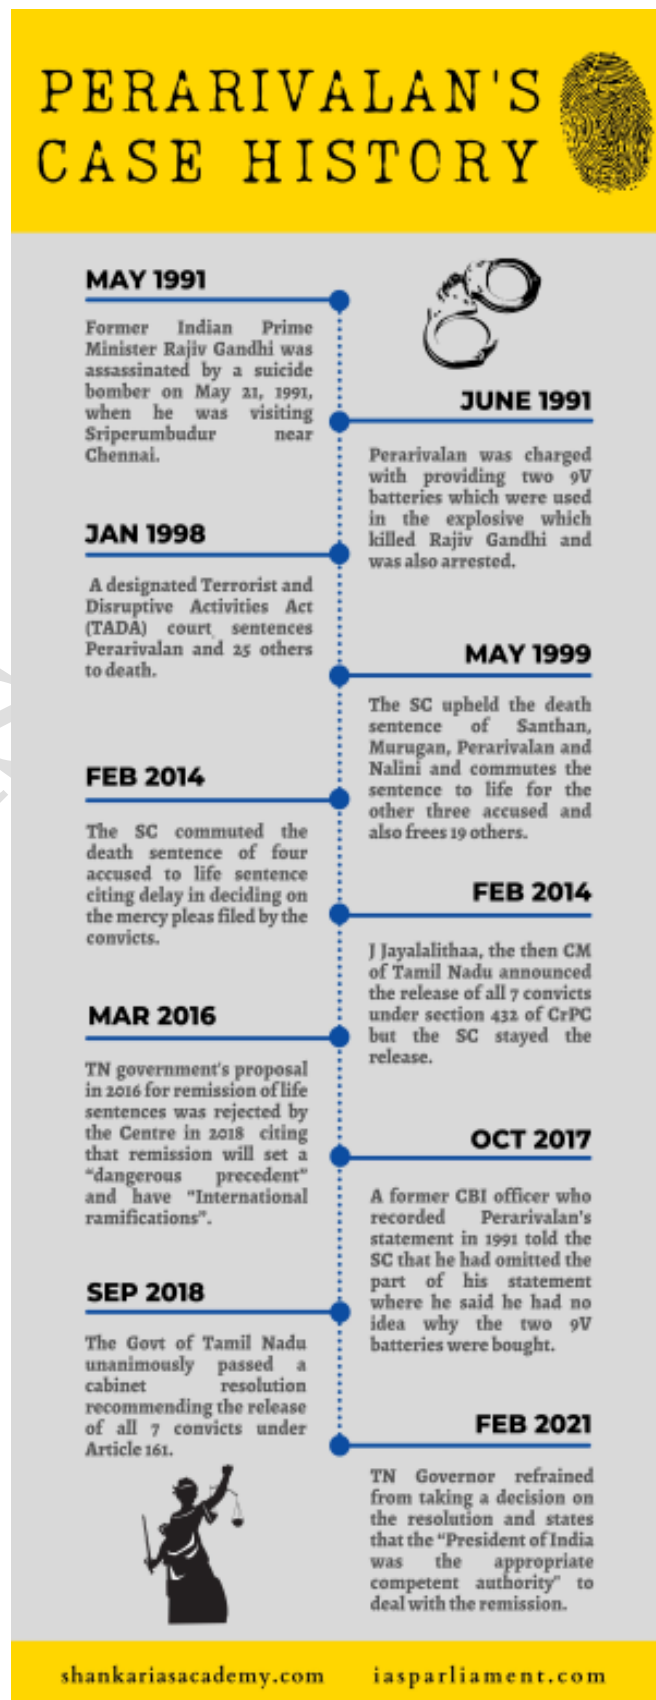 PERARIVALAN'S
CASE HISTORY
MAY 1991
Former Indian Prime
Minister Rajiv Gandhi was
assassinated by a suicide
bomber on May 21, 1991,
when he was visiting
Sriperumbudur near
Chennai.
JUNE 1991
Perarivalan was charged
with providing two 9V
batteries which were used
in the explosive which
killed Rajiv Gandhi and
was also arrested.
JAN 1998
A designated Terrorist and
Disruptive Activities Act
(TADA) court sentences
Perarivalan and 25 others
to death.
MAY 1999
The SC upheld the death
sentence of Santhan,
Murugan, Perarivalan and
Nalini and commutes the
sentence to life for the
other three accused and
also frees 19 others.
FEB 2014
The SC commuted the
death sentence of four
accused to life sentence
citing delay in deciding on
the mercy pleas filed by the
convicts.
FEB 2014
J Jayalalithaa, the then CM
of Tamil Nadu announced
the release of all 7 convicts
under section 432 of CrPC
but the SC stayed the
release.
MAR 2016
TN government's proposal
in 2016 for remission of life
sentences was rejected by
the Centre in 2018 citing
that remission will set a
"dangerous precedent"
and have "International
ramifications".
OCT 2017
A former CBI officer who
recorded Perarivalan's
statement in 1991 told the
SC that he had omitted the
part of his statement
where he said he had no
idea why the two 9V
batteries were bought.
SEP 2018
The Govt of Tamil Nadu
unanimously passed a
cabinet resolution
recommending the release
of all 7 convicts under
Article 161.
FEB 2021
TN Governor refrained
from taking a decision on
the resolution and states
that the "President of India
was the appropriate
competent authority" to
deal with the remission.
shankariasacademy.com
iasparliament.com